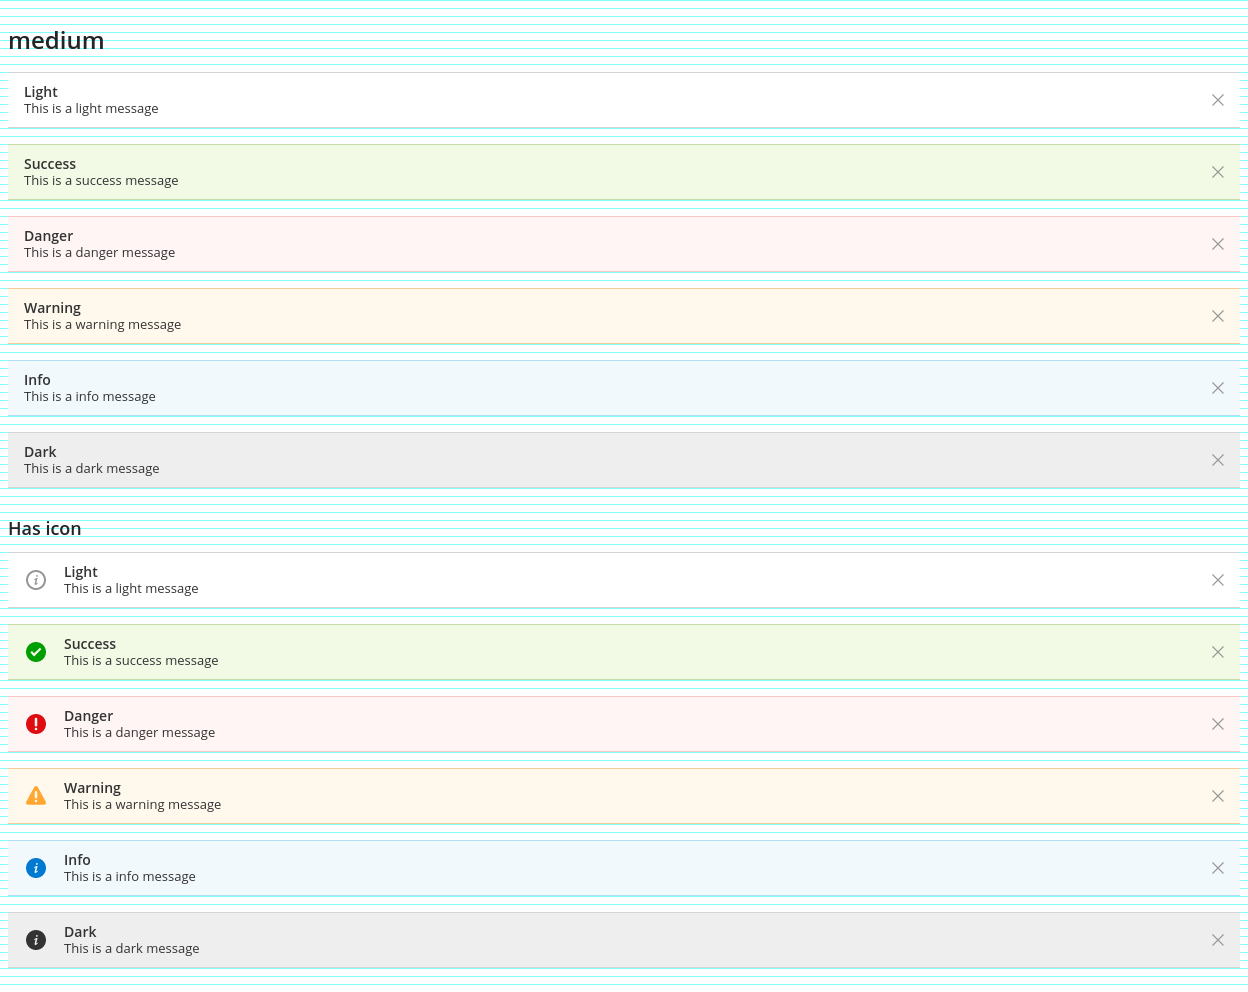 medium
Light
This is a light message
Success
This is a success message
Danger
This is a danger message
Warning
This is a warning message
Info
This is a info message
Dark
This is a dark message
Has icon
Light
This is a light message
Success
This is a success message
Danger
This is a danger message
Warning
This is a warning message
Info
This is a info message
Dark
This is a dark message